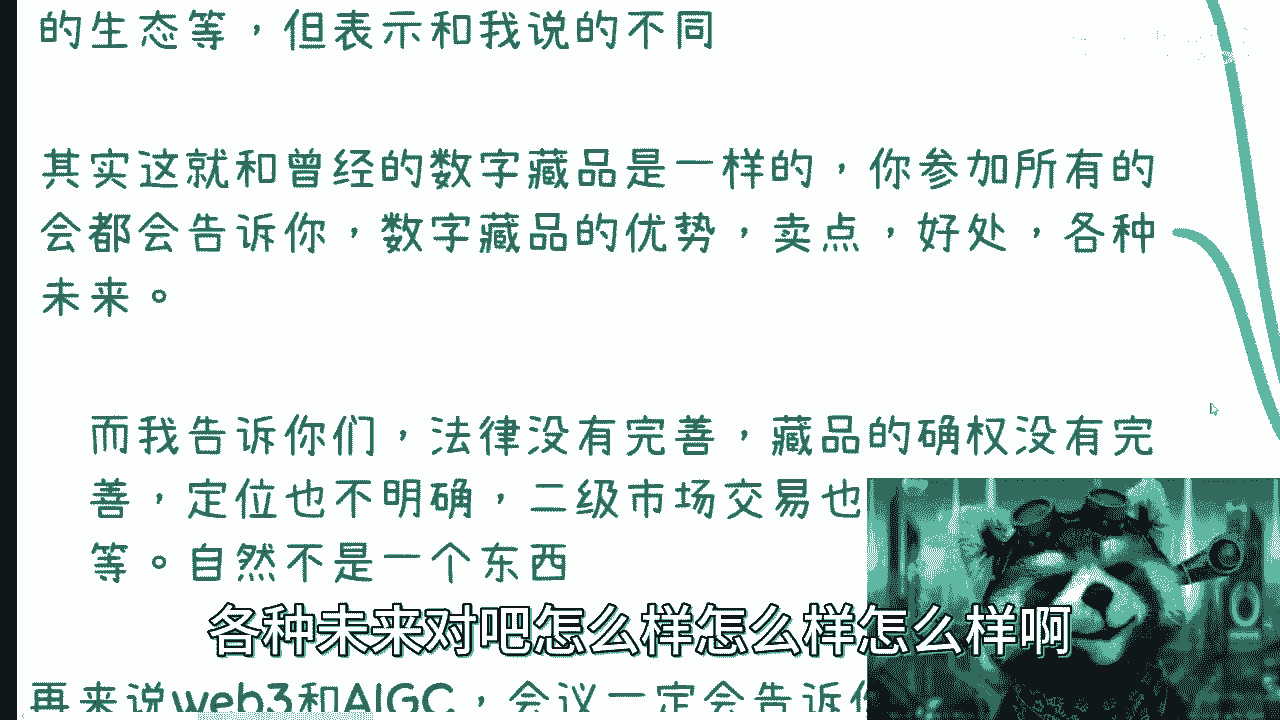 的生态等，但表示和我说的不同
其实这就和曾经的数字藏品是一样的，你参加所有的
会都会告诉你，数字藏品的优势，卖点，好处，各种
未来。
而我告诉你们，法律没有完善，藏品的确权没有完
善，定位也不明确，二级市场交易也
等。自然不是一个东西
各种未来对吧怎么样怎么样怎么样啊
再来说web3和AIGC，会议一定会告诉